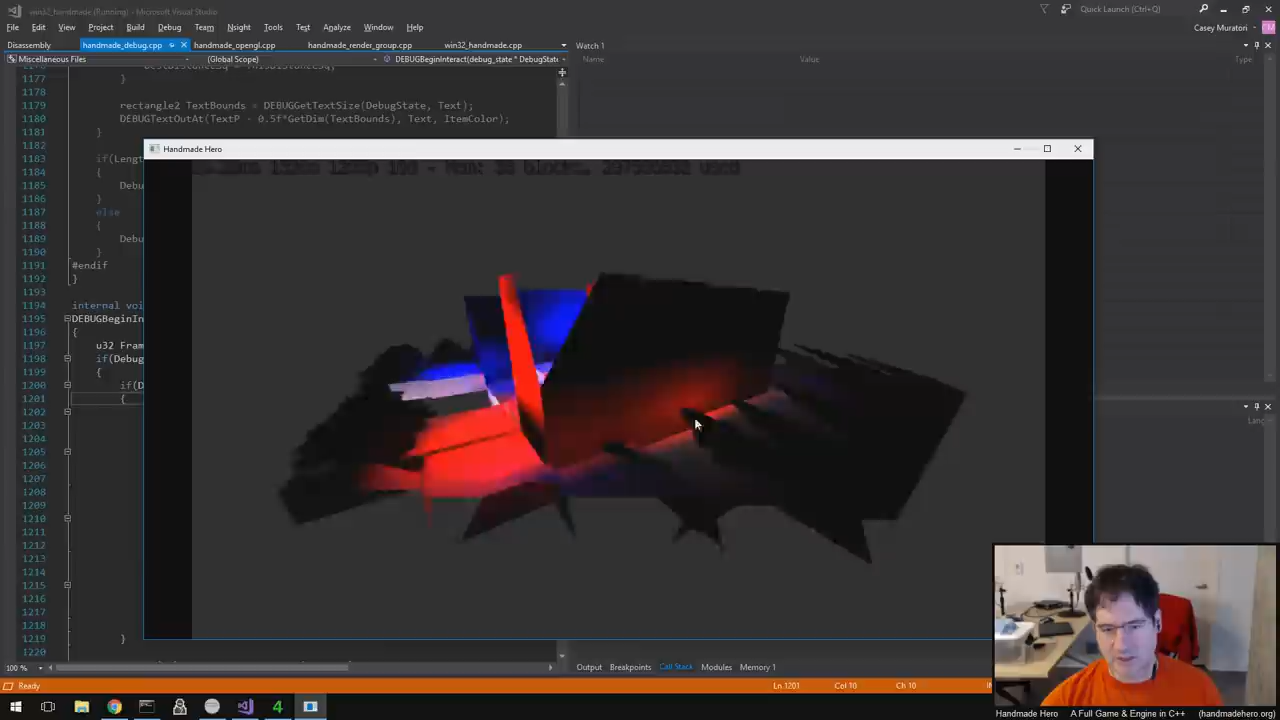 win32_handmade (Running) - Microsoft Visual Studio
Quick Launch (Ctrl+Q)
File Edit View Project Build Debug Team Nsight Tools Test Analyze Window Help
Casey Muratori
CM
Disassembly handmade_debug.cpp handmade_opengl.cpp handmade_render_group.cpp win32_handmade.cpp
Watch 1
Miscellaneous Files (Global Scope) DEBUGBeginInteract(debug_state * DebugState
Name Value Type
1177 }
1178
1179 rectangle2 TextBounds = DEBUGGetTextSize(DebugState, Text);
1180 DEBUGTextOutAt(TextP - 0.5f*GetDim(TextBounds), Text, ItemColor);
1181 }
1182
Handmade Hero
1183 if(Length
1184 {
1185 Debu
1186 }
1187 else
1188 {
1189 Debu
1190 }
1191 #endif
1192 }
1193
1194 internal voi
1195 DEBUGBeginIn
1196 {
1197 u32 Fram
1198 if(Debug
1199 {
1200 if(D
1201 {
1202
1203
1204
1205
1206
1207
1208
1209
1210
1211
1212
1213
1214
1215
1216
1217
1218
1219 }
1220
Lang
100 %
Output Breakpoints Call Stack Modules Memory 1
Ready Ln 1201 Col 10 Ch 10
Handmade Hero A Full Game & Engine in C++ (handmadehero.org)